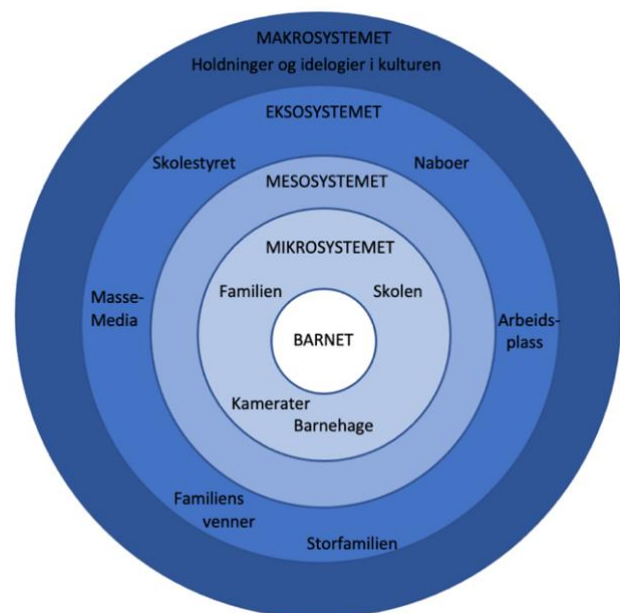 MAKROSYSTEMET
Holdninger og idelogier i kulturen
EKSOSYSTEMET
Skolestyret
Naboer
MESOSYSTEMET
MIKROSYSTEMET
Familien
Skolen
Masse-
Media
Arbeids-
plass
BARNET
Kamerater
Barnehage
Familiens
venner
Storfamilien